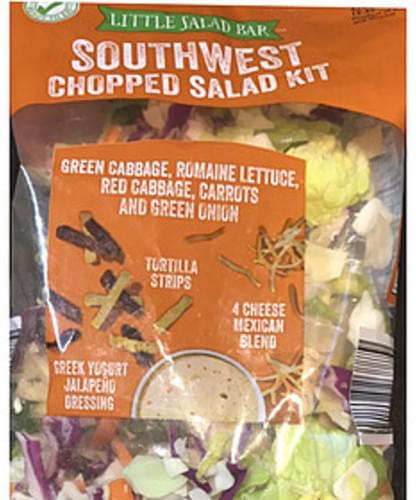 LITTLE SALAD BAR
SOUTHWEST
CHOPPED SALAD KIT
GREEN CABBAGE, ROMAINE LETTUCE,
RED CABBAGE, CARROTS
AND GREEN ONION
TORTILLA
STRIPS
4 CHEESE
MEXICAN
BLEND
GREEK YOGURT
JALAPEÑO
DRESSING